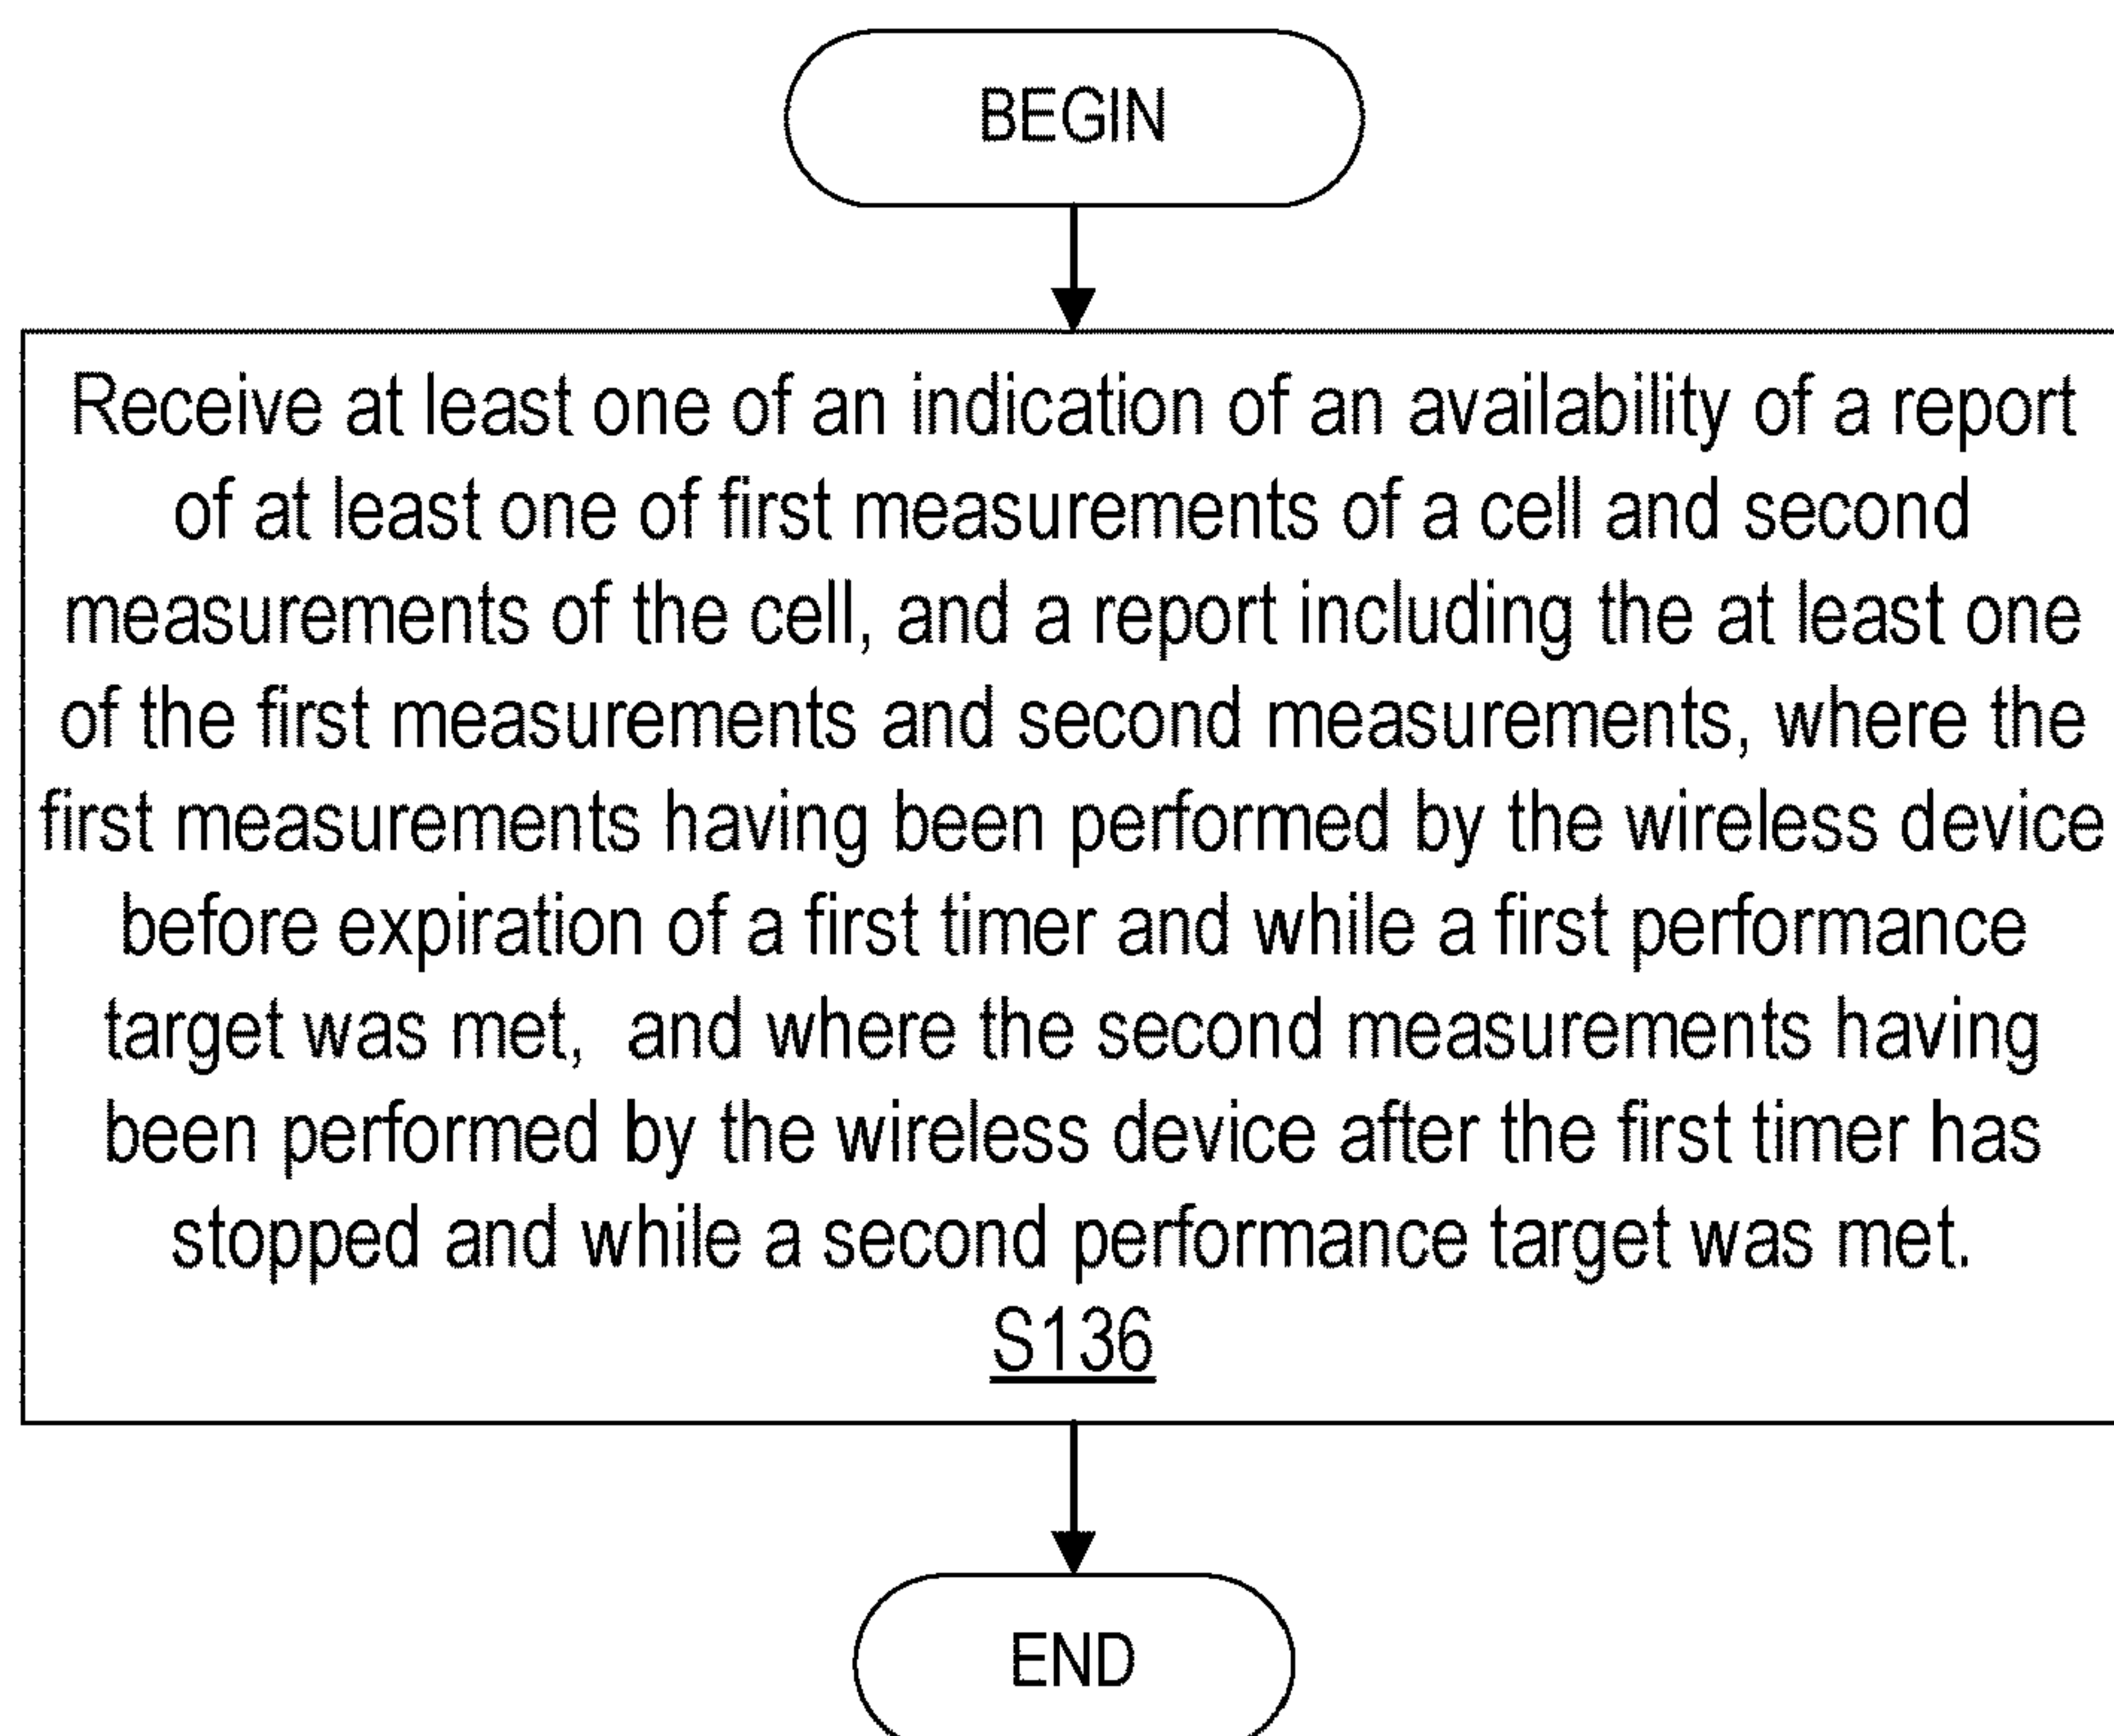 BEGIN
Receive at least one of an indication of an availability of a report
of at least one of first measurements of a cell and second
measurements of the cell, and a report including the at least one
of the first measurements and second measurements, where the
first measurements having been performed by the wireless device
before expiration of a first timer and while a first performance
target was met, and where the second measurements having
been performed by the wireless device after the first timer has
stopped and while a second performance target was met.
S136
END